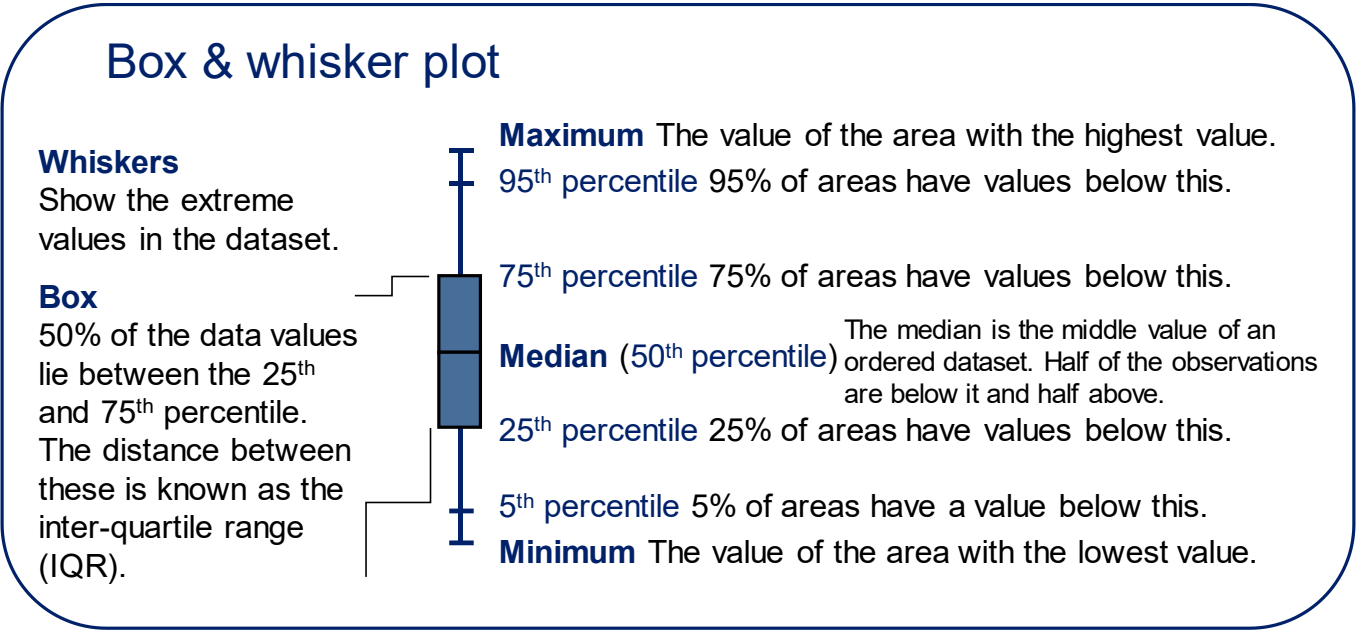 Box & whisker plot
Whiskers
Show the extreme
values in the dataset.
Box
50% of the data values
lie between the 25th
and 75th percentile.
The distance between
these is known as the
inter-quartile range
(IQR).
Maximum The value of the area with the highest value.
95th percentile 95% of areas have values below this.
75th percentile 75% of areas have values below this.
Median (50th percentile)
The median is the middle value of an
ordered dataset. Half of the observations
are below it and half above.
25th percentile 25% of areas have values below this.
5th percentile 5% of areas have a value below this.
Minimum The value of the area with the lowest value.